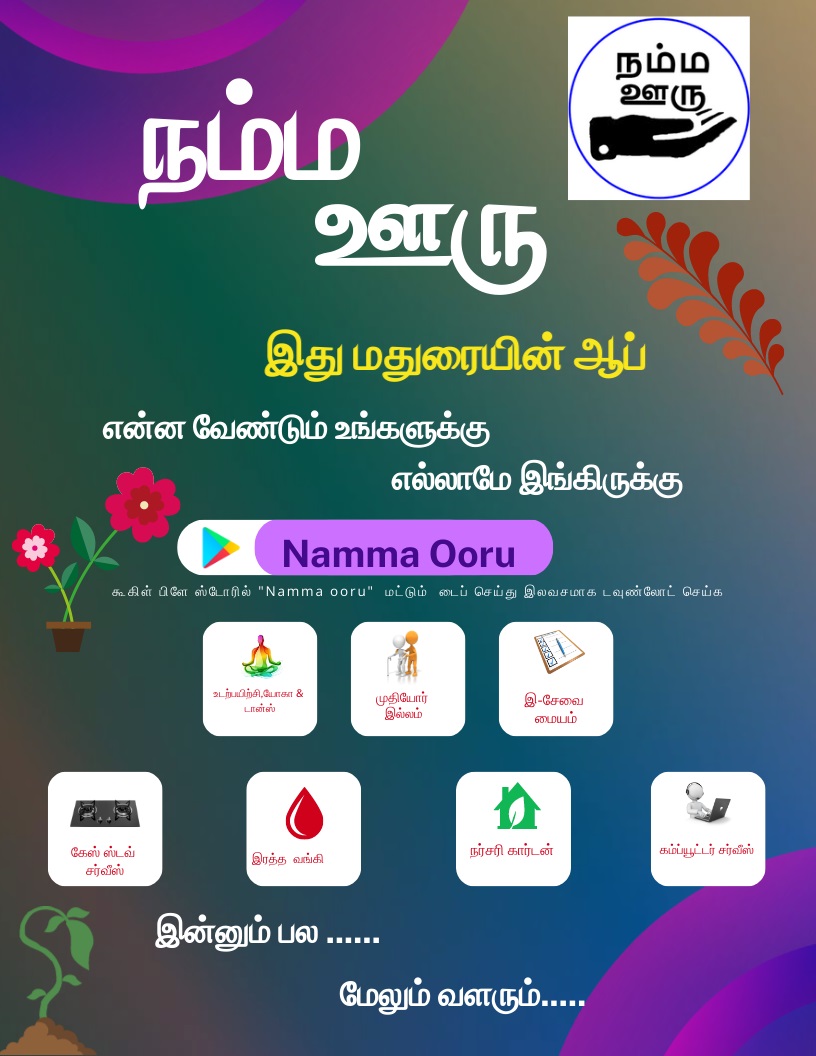 நம்ம
ஊரு
நம்ம
ஊரு
இது மதுரையின் ஆப்
என்ன வேண்டும் உங்களுக்கு
எல்லாமே இங்கிருக்கு
Namma Ooru
கூகிள் பிளே ஸ்டோரில் "Namma ooru" மட்டும் டைப் செய்து இலவசமாக டவுண்லோட் செய்க
உடற்பயிற்சி,யோகா &
டான்ஸ்
முதியோர்
இல்லம்
இ-சேவை
மையம்
கேஸ் ஸ்டவ்
சர்வீஸ்
இரத்த வங்கி
நர்சரி கார்டன்
கம்ப்யூட்டர் சர்வீஸ்
இன்னும் பல ......
மேலும் வளரும்.....